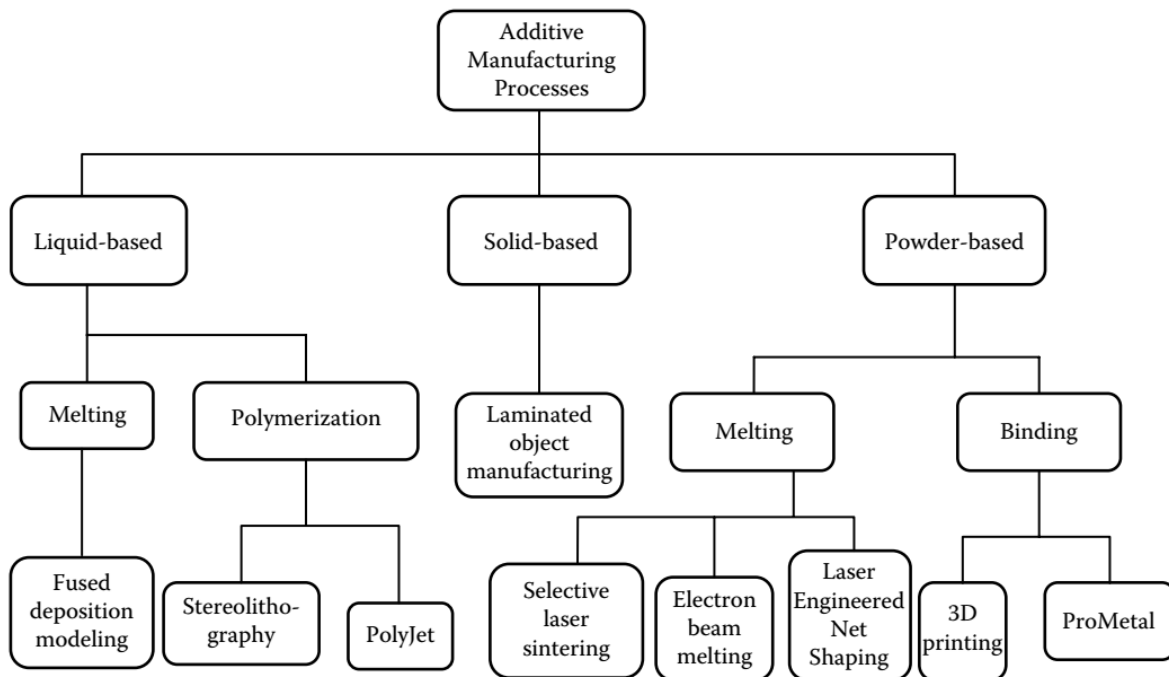 Additive
Manufacturing
Processes
Liquid-based
Solid-based
Powder-based
Melting
Polymerization
Laminated
object
manufacturing
Melting
Binding
Fused
deposition
modeling
Stereolitho-
graphy
PolyJet
Selective
laser
sintering
Electron
beam
melting
Laser
Engineered
Net
Shaping
3D
printing
ProMetal